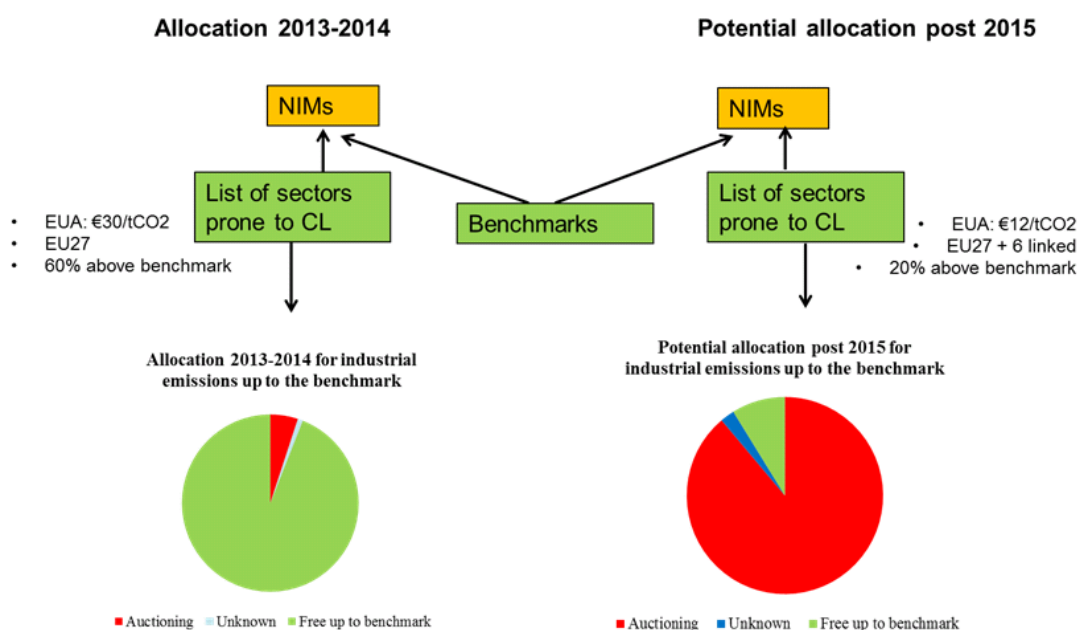 Allocation 2013-2014
Potential allocation post 2015
NIMs
NIMs
List of sectors
prone to CL
Benchmarks
List of sectors
prone to CL
• EUA: €30/tCO2
• EU27
• 60% above benchmark
• EUA: €12/tCO2
• EU27 + 6 linked
• 20% above benchmark
Allocation 2013-2014 for industrial
emissions up to the benchmark
Potential allocation post 2015 for
industrial emissions up to the benchmark
Auctioning Unknown Free up to benchmark
Auctioning Unknown Free up to benchmark